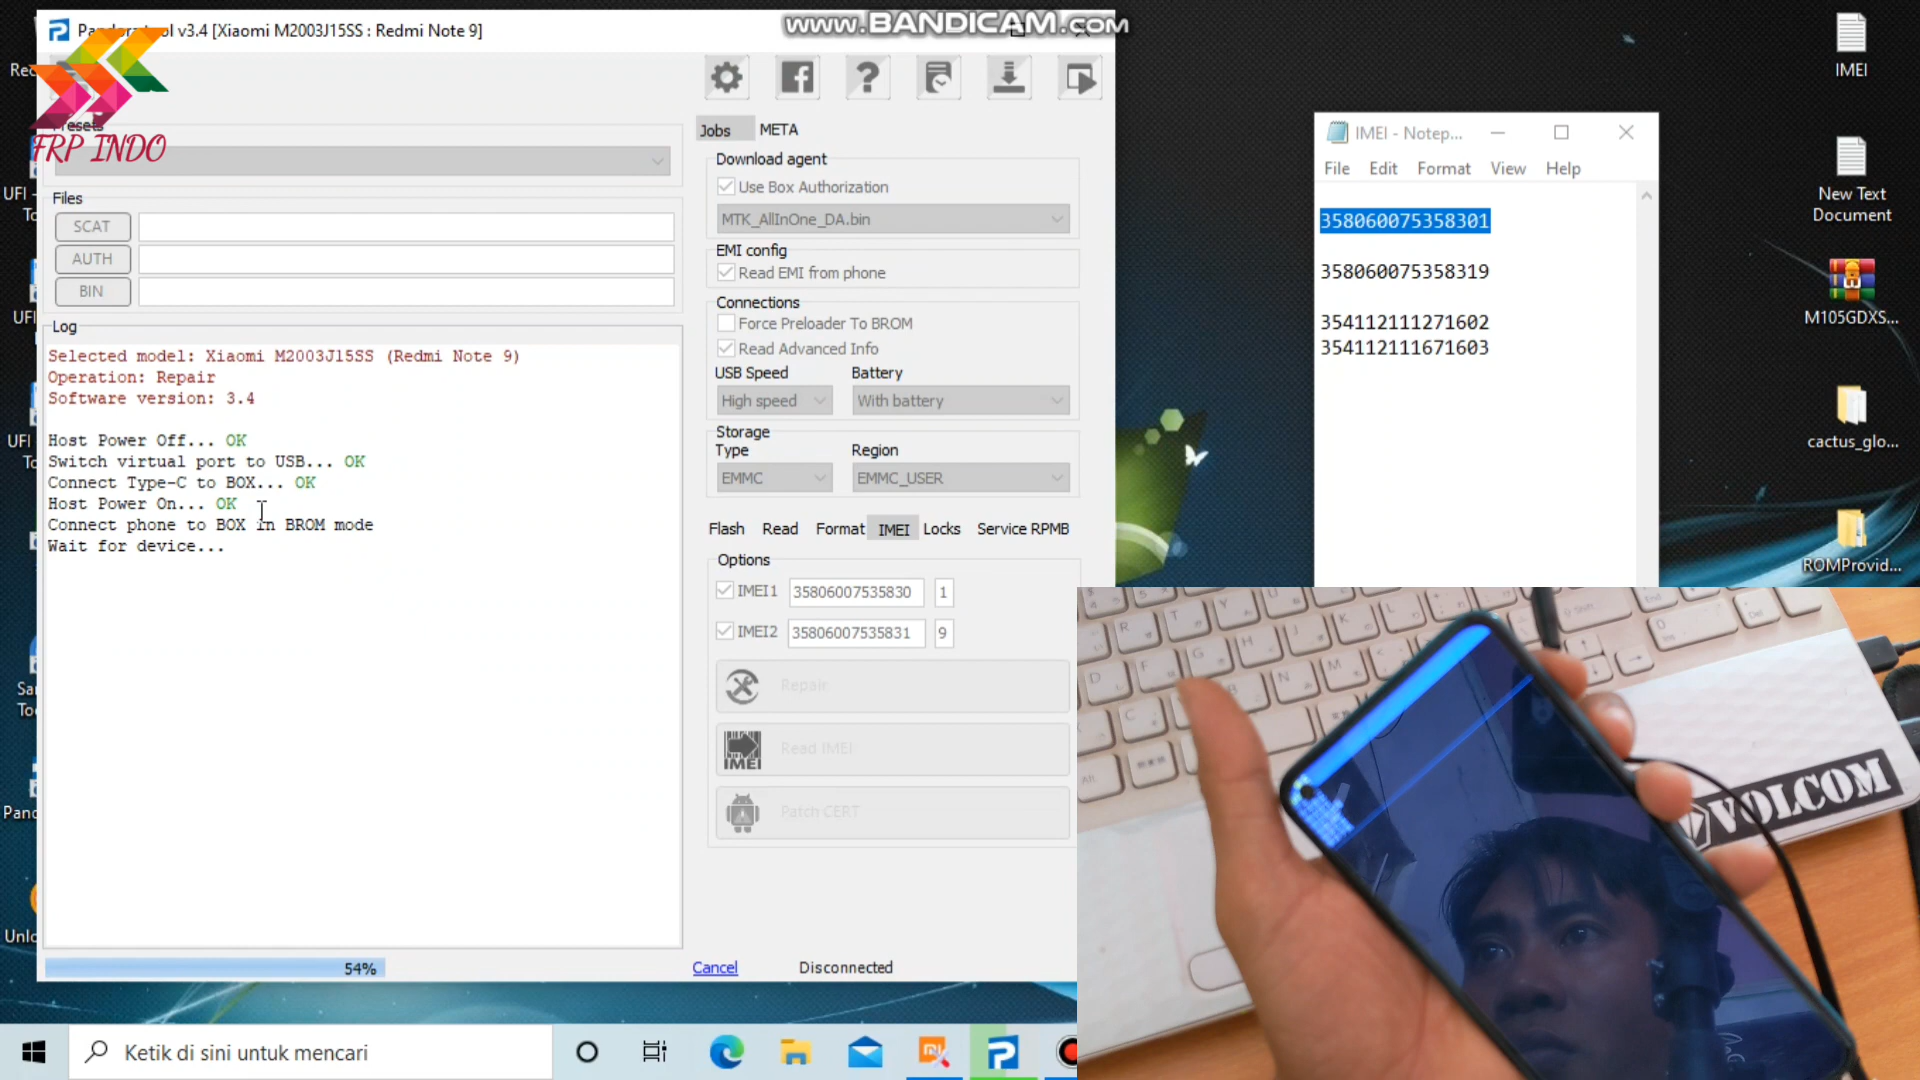 Pandora tool v3.4 [Xiaomi M2003J15SS : Redmi Note 9]
www.BANDICAM.com
FRP INDO
Presets
Files
SCAT
AUTH
BIN
Log
Selected model: Xiaomi M2003J15SS (Redmi Note 9)
Operation: Repair
Software version: 3.4
Host Power Off... OK
Switch virtual port to USB... OK
Connect Type-C to BOX... OK
Host Power On... OK
Connect phone to BOX in BROM mode
Wait for device...
54%
Cancel
Disconnected
Jobs
META
Download agent
Use Box Authorization
MTK_AllInOne_DA.bin
EMI config
Read EMI from phone
Connections
Force Preloader To BROM
Read Advanced Info
USB Speed
Battery
High speed
With battery
Storage
Type
Region
EMMC
EMMC_USER
Flash
Read
Format
IMEI
Locks
Service RPMB
Options
IMEI1
35806007535830
1
IMEI2
35806007535831
9
Repair
IMEI
Read IMEI
Patch CERT
IMEI - Notep...
File
Edit
Format
View
Help
358060075358301
358060075358319
354112111271602
354112111671603
IMEI
New Text
Document
M105GDXS...
cactus_glo...
ROMProvid...
VOLCOM
Ketik di sini untuk mencari